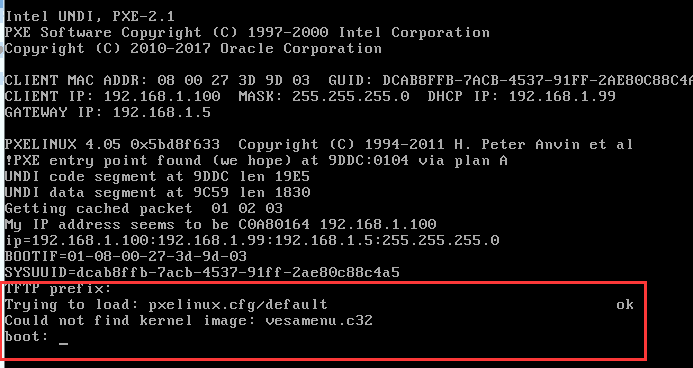 Intel UNDI, PXE-2.1
PXE Software Copyright (C) 1997-2000 Intel Corporation
Copyright (C) 2010-2017 Oracle Corporation
CLIENT MAC ADDR: 08 00 27 3D 9D 03  GUID: DCAB8FFB-7ACB-4537-91FF-2AE80C88C4A
CLIENT IP: 192.168.1.100  MASK: 255.255.255.0  DHCP IP: 192.168.1.99
GATEWAY IP: 192.168.1.5
PXELINUX 4.05 0x5bd8f633  Copyright (C) 1994-2011 H. Peter Anvin et al
!PXE entry point found (we hope) at 9DDC:0104 via plan A
UNDI code segment at 9DDC len 19E5
UNDI data segment at 9C59 len 1830
Getting cached packet  01 02 03
My IP address seems to be C0A80164 192.168.1.100
ip=192.168.1.100:192.168.1.99:192.168.1.5:255.255.255.0
BOOTIF=01-08-00-27-3d-9d-03
SYSUUID=dcab8ffb-7acb-4537-91ff-2ae80c88c4a5
TFTP prefix:
Trying to load: pxelinux.cfg/default ok
Could not find kernel image: vesamenu.c32
boot: _